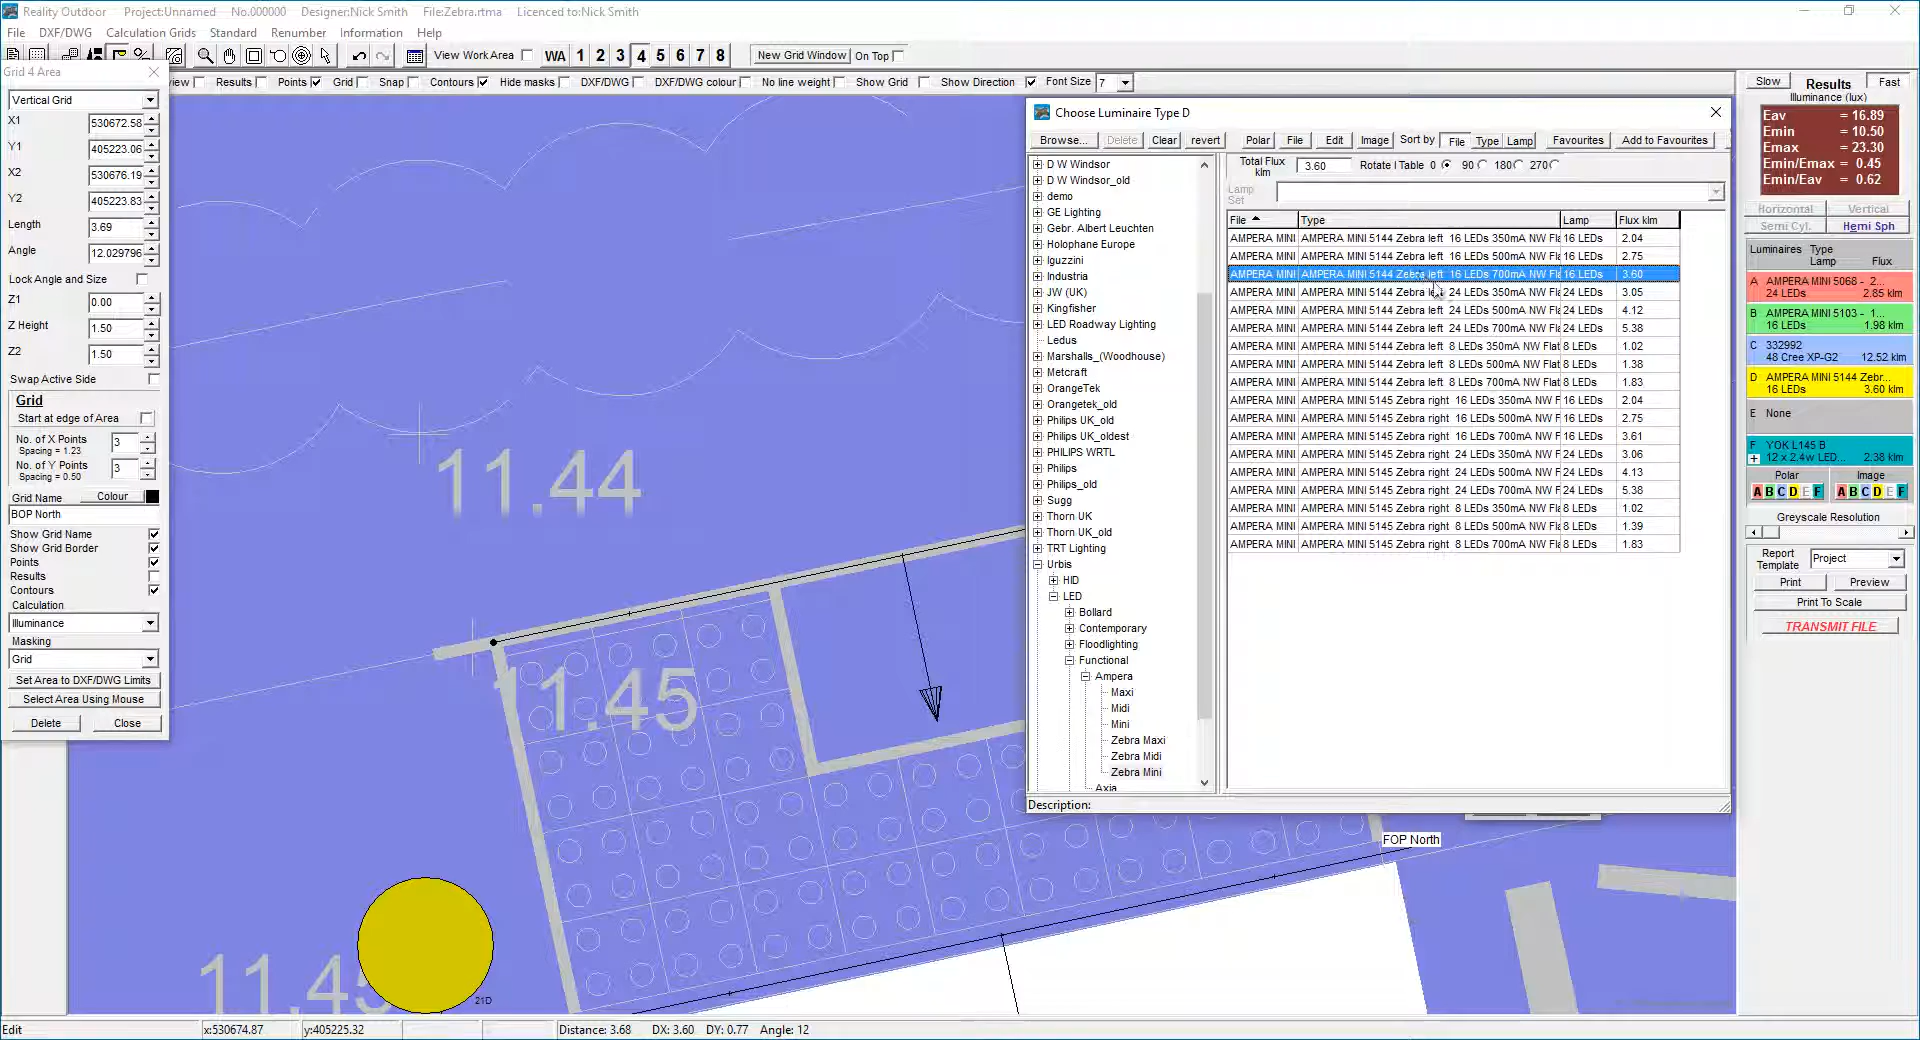 Reality Outdoor Project:Unnamed No.000000 Designer:Nick Smith File:Zebra.rtma Licenced to:Nick Smith
File DXF/DWG Calculation Grids Standard Renumber Information Help
View Work Area WA 1 2 3 4 5 6 7 8 New Grid Window On Top
iew Results Points Grid Snap Contours Hide masks DXF/DWG DXF/DWG colour No line weight Show Grid Show Direction Font Size 7
Grid 4 Area
Vertical Grid
X1 530672.58
Y1 405223.06
X2 530676.19
Y2 405223.83
Length 3.69
Angle 12.029796
Lock Angle and Size
Z1 0.00
Z Height 1.50
Z2 1.50
Swap Active Side
Grid
Start at edge of Area
No. of X Points 3
Spacing = 1.23
No. of Y Points 3
Spacing = 0.50
Grid Name Colour
BOP North
Show Grid Name
Show Grid Border
Points
Results
Contours
Calculation
Illuminance
Masking
Grid
Set Area to DXF/DWG Limits
Select Area Using Mouse
Delete Close
11.44
11.45
11.45
21D
FOP North
Choose Luminaire Type D
Browse... Delete Clear revert Polar File Edit Image Sort by File Type Lamp Favourites Add to Favourites
Total Flux klm 3.60 Rotate I Table 0 90 180 270
Lamp Set
D W Windsor
D W Windsor_old
demo
GE Lighting
Gebr. Albert Leuchten
Holophane Europe
Iguzzini
Industria
JW (UK)
Kingfisher
LED Roadway Lighting
Ledus
Marshalls_(Woodhouse)
Metcraft
OrangeTek
Orangetek_old
Philips UK_old
Philips UK_oldest
PHILIPS WRTL
Philips
Philips_old
Sugg
Thorn UK
Thorn UK_old
TRT Lighting
Urbis
HID
LED
Bollard
Contemporary
Floodlighting
Functional
Ampera
Maxi
Midi
Mini
Zebra Maxi
Zebra Midi
Zebra Mini
Axia
File Type Lamp Flux klm
AMPERA MINI AMPERA MINI 5144 Zebra left 16 LEDs 350mA NW Fla 16 LEDs 2.04
AMPERA MINI AMPERA MINI 5144 Zebra left 16 LEDs 500mA NW Fla 16 LEDs 2.75
AMPERA MINI AMPERA MINI 5144 Zebra left 16 LEDs 700mA NW Fla 16 LEDs 3.60
AMPERA MINI AMPERA MINI 5144 Zebra left 24 LEDs 350mA NW Fla 24 LEDs 3.05
AMPERA MINI AMPERA MINI 5144 Zebra left 24 LEDs 500mA NW Fla 24 LEDs 4.12
AMPERA MINI AMPERA MINI 5144 Zebra left 24 LEDs 700mA NW Fla 24 LEDs 5.38
AMPERA MINI AMPERA MINI 5144 Zebra left 8 LEDs 350mA NW Flat 8 LEDs 1.02
AMPERA MINI AMPERA MINI 5144 Zebra left 8 LEDs 500mA NW Flat 8 LEDs 1.38
AMPERA MINI AMPERA MINI 5144 Zebra left 8 LEDs 700mA NW Flat 8 LEDs 1.83
AMPERA MINI AMPERA MINI 5145 Zebra right 16 LEDs 350mA NW F 16 LEDs 2.04
AMPERA MINI AMPERA MINI 5145 Zebra right 16 LEDs 500mA NW F 16 LEDs 2.75
AMPERA MINI AMPERA MINI 5145 Zebra right 16 LEDs 700mA NW F 16 LEDs 3.61
AMPERA MINI AMPERA MINI 5145 Zebra right 24 LEDs 350mA NW F 24 LEDs 3.06
AMPERA MINI AMPERA MINI 5145 Zebra right 24 LEDs 500mA NW F 24 LEDs 4.13
AMPERA MINI AMPERA MINI 5145 Zebra right 24 LEDs 700mA NW F 24 LEDs 5.38
AMPERA MINI AMPERA MINI 5145 Zebra right 8 LEDs 350mA NW Fla 8 LEDs 1.02
AMPERA MINI AMPERA MINI 5145 Zebra right 8 LEDs 500mA NW Fla 8 LEDs 1.39
AMPERA MINI AMPERA MINI 5145 Zebra right 8 LEDs 700mA NW Fla 8 LEDs 1.83
Description:
Slow Results Fast
Illuminance (lux)
Eav = 16.89
Emin = 10.50
Emax = 23.30
Emin/Emax = 0.45
Emin/Eav = 0.62
Horizontal Vertical
Semi Cyl. Hemi Sph
Luminaires Type
Lamp Flux
A AMPERA MINI 5068 - 2...
24 LEDs 2.85 klm
B AMPERA MINI 5103 - 1...
16 LEDs 1.98 klm
C 332992
48 Cree XP-G2 12.52 klm
D AMPERA MINI 5144 Zebr...
16 LEDs 3.60 klm
E None
F YOK L145 B
12 x 2.4w LED... 2.38 klm
Polar Image
A B C D E F A B C D E F
Greyscale Resolution
Report Template Project
Print Preview
Print To Scale
TRANSMIT FILE
Edit x:530674.87 y:405225.32 Distance: 3.68 DX: 3.60 DY: 0.77 Angle: 12